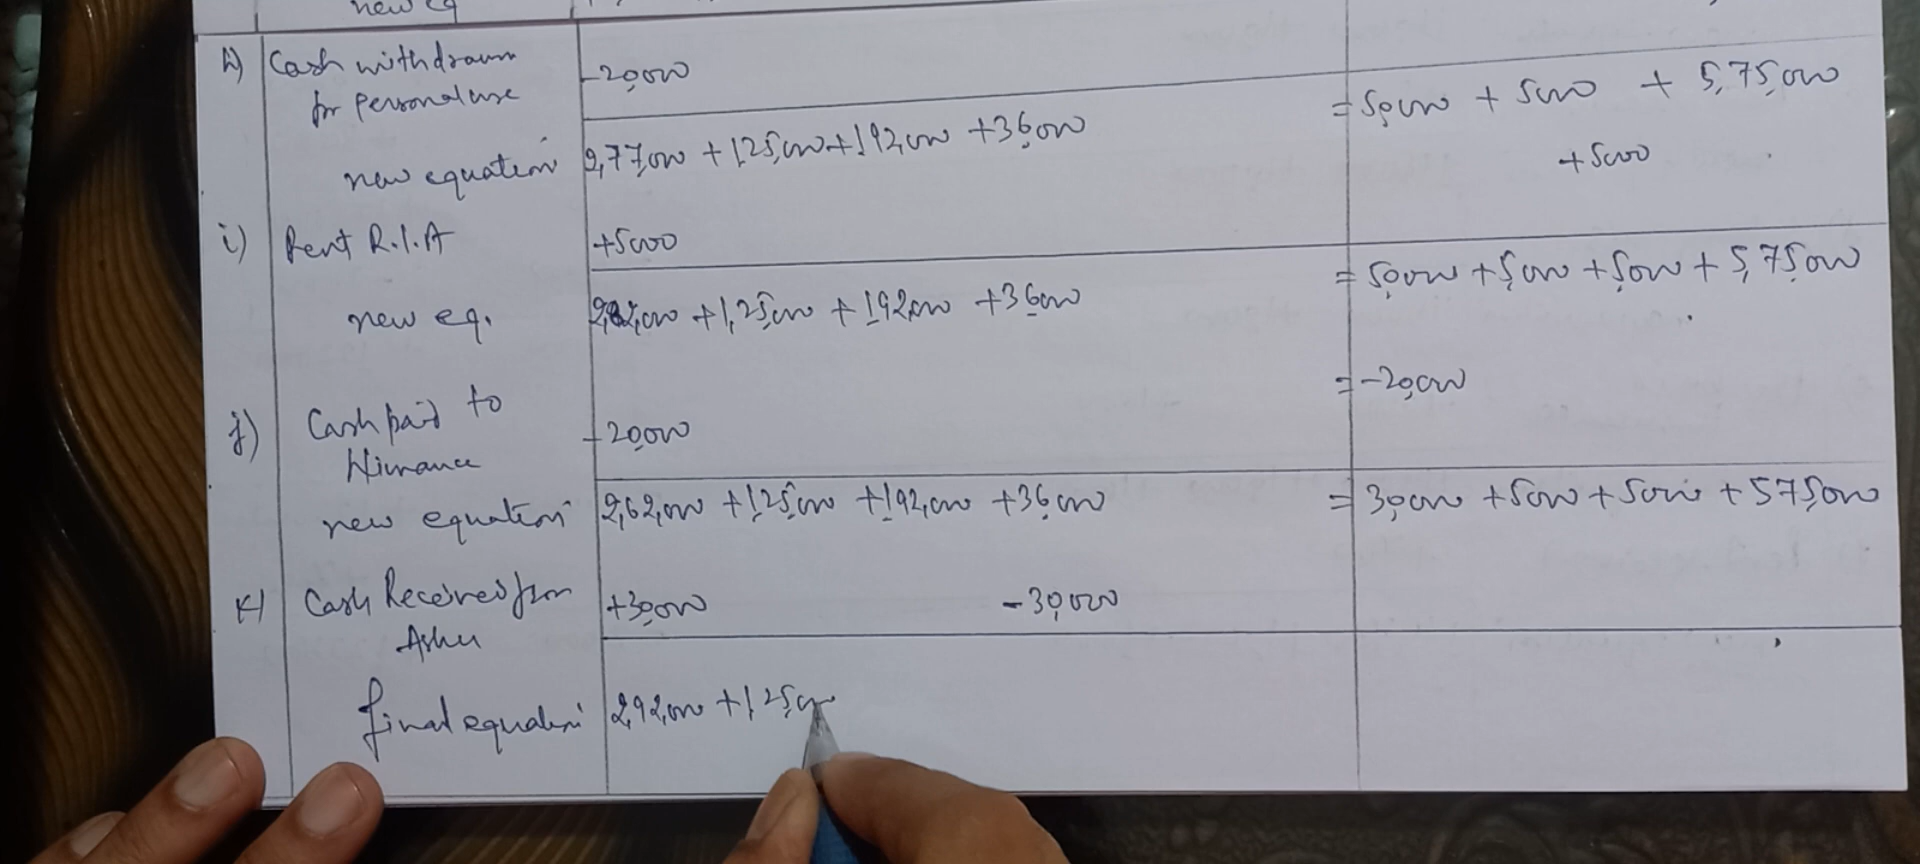 new eq
h) Cash withdrawn -20,000
for personal use = 50,000 + 5000 + 5,75,000
new equation 2,77,000 + 1,25,000 + 1,92,000 + 36,000 + 5000
i) Rent R.I.A +5000
= 50,000 + 5,000 + 5,000 + 5,75,000
new eq. 2,82,000 + 1,25,000 + 1,92,000 + 36,000
= -20,000
j) Cash paid to -20,000
new equation 2,62,000 + 1,25,000 + 1,92,000 + 36,000 = 30,000 + 5000 + 5000 + 575,000
K) Cash Received from +30,000 - 30,000
Ashu
final equation 2,92,000 + 1,25,000